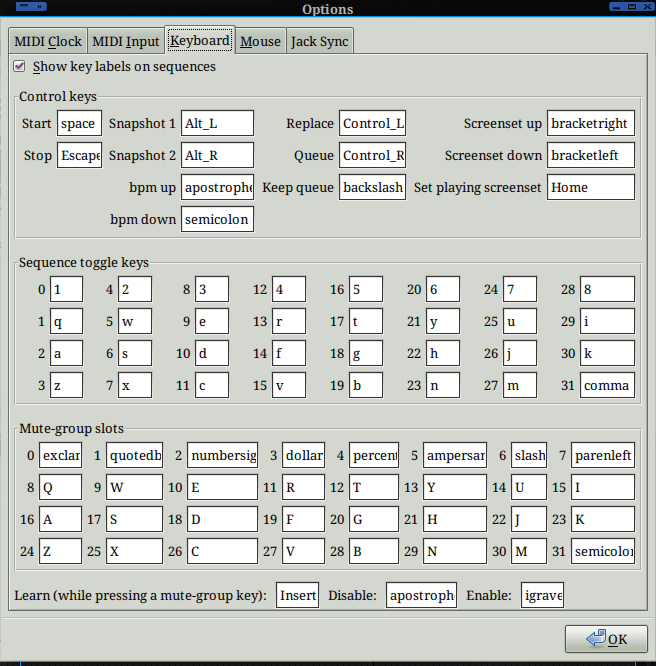 Options
MIDI Clock MIDI Input Keyboard Mouse Jack Sync
Show key labels on sequences
Control keys
Start space Snapshot 1 Alt_L Replace Control_L Screenset up bracketright
Stop Escape Snapshot 2 Alt_R Queue Control_R Screenset down bracketleft
bpm up apostrophe Keep queue backslash Set playing screenset Home
bpm down semicolon
Sequence toggle keys
0 1 4 2 8 3 12 4 16 5 20 6 24 7 28 8
1 q 5 w 9 e 13 r 17 t 21 y 25 u 29 i
2 a 6 s 10 d 14 f 18 g 22 h 26 j 30 k
3 z 7 x 11 c 15 v 19 b 23 n 27 m 31 comma
Mute-group slots
0 exclar 1 quotedb 2 numbersig 3 dollar 4 percent 5 ampersar 6 slash 7 parenleft
8 Q 9 W 10 E 11 R 12 T 13 Y 14 U 15 I
16 A 17 S 18 D 19 F 20 G 21 H 22 J 23 K
24 Z 25 X 26 C 27 V 28 B 29 N 30 M 31 semicolon
Learn (while pressing a mute-group key): Insert Disable: apostroph Enable: igrave
OK